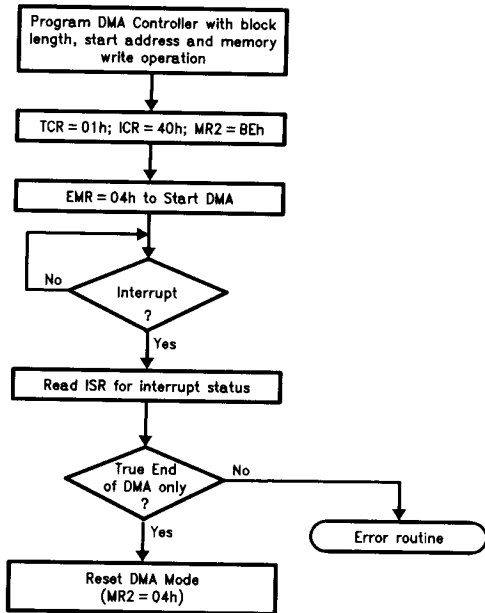 Program DMA Controller with block
length, start address and memory
write operation
TCR = 01h; ICR = 40h; MR2 = BEh
EMR = 04h to Start DMA
No
Interrupt
?
Yes
Read ISR for interrupt status
True End
of DMA only
?
No
Yes
Error routine
Reset DMA Mode
(MR2 = 04h)